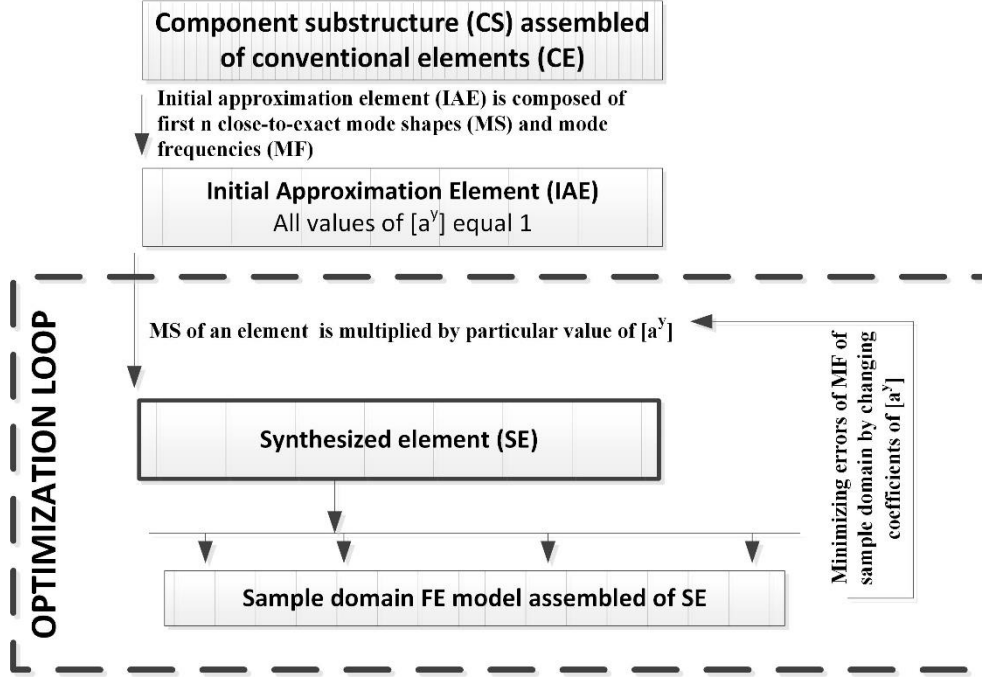 Component substructure (CS) assembled
of conventional elements (CE)
Initial approximation element (IAE) is composed of
first n close-to-exact mode shapes (MS) and mode
frequencies (MF)
Initial Approximation Element (IAE)
All values of [aʸ] equal 1
OPTIMIZATION LOOP
MS of an element is multiplied by particular value of [aʸ]
Synthesized element (SE)
Sample domain FE model assembled of SE
Minimizing errors of MF of
sample domain by changing
coefficients of [aʸ]